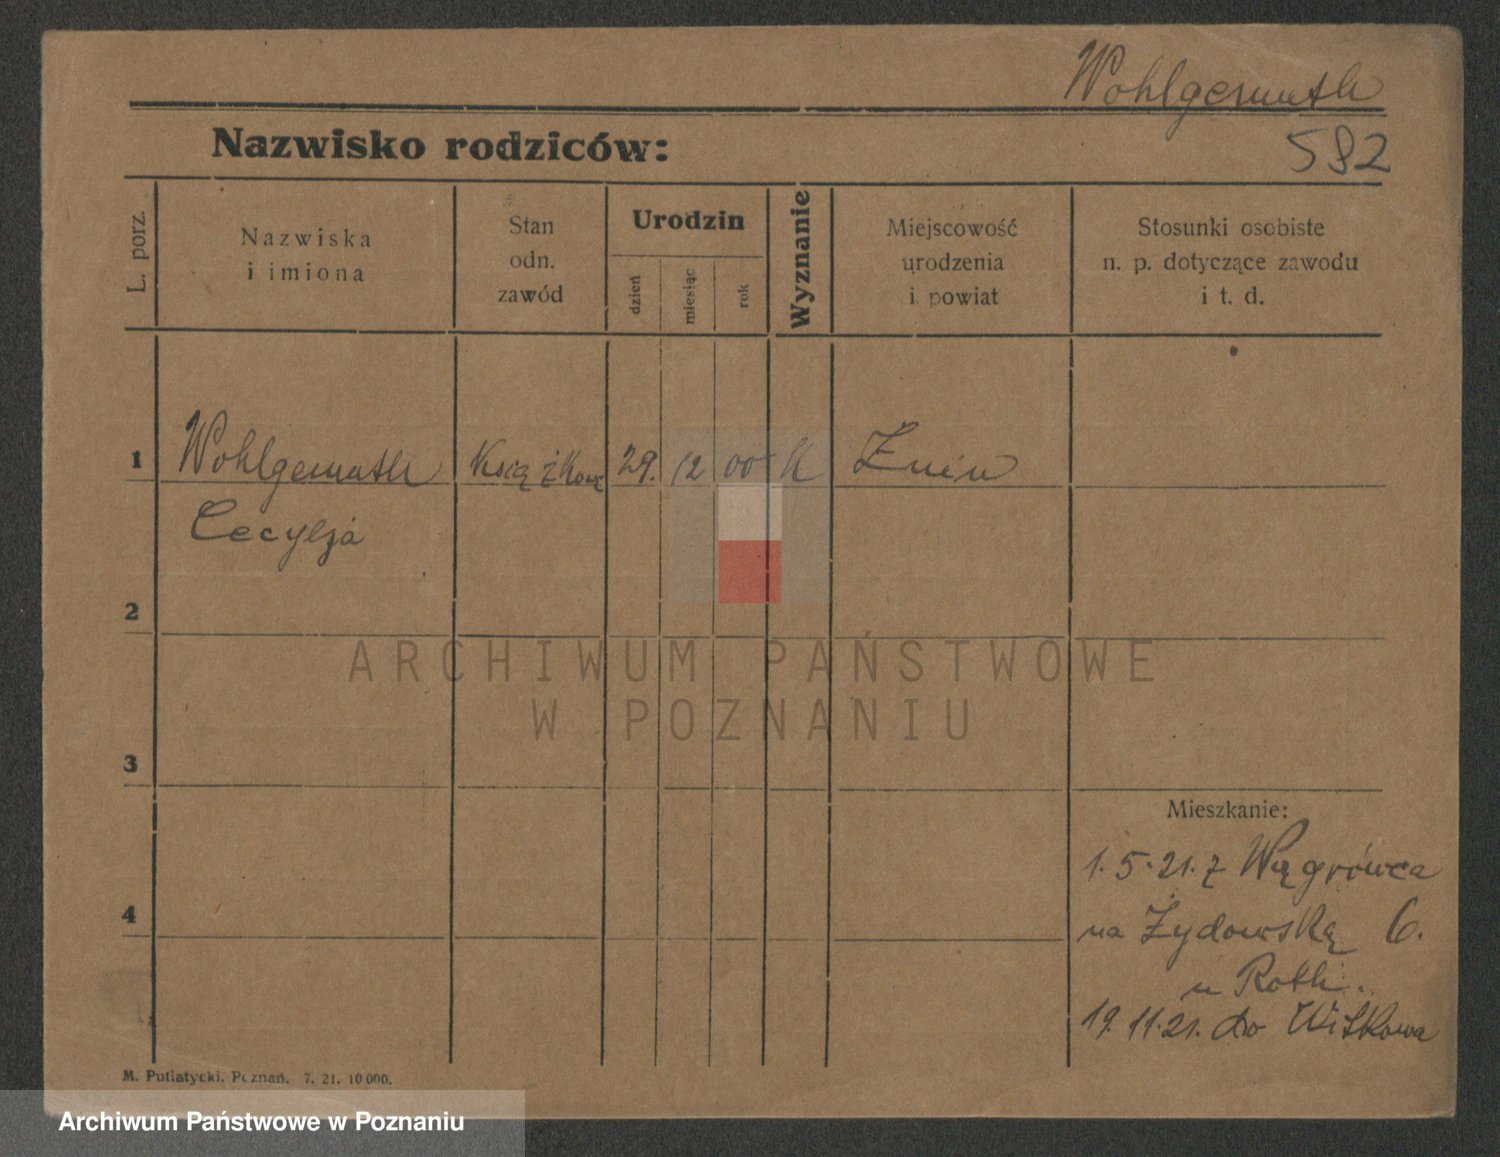 Wohlgemuth
592
Nazwisko rodziców:
L. porz.
Nazwiska
i imiona
Stan
odn.
zawód
Urodzin
dzień
miesiąc
rok
Wyznanie
Miejscowość
urodzenia
i powiat
Stosunki osobiste
n. p. dotyczące zawodu
i t. d.
1 Wohlgemuth Książkow 29. 12 00 K Żnin
Cecylja
2
ARCHIWUM PAŃSTWOWE
W POZNANIU
3
Mieszkanie:
1.5.21. z Wągrówca
4
na Żydowską 6.
u Roth.
19.11.21. do Witkowa
M. Putiatycki, Poznań. 7. 21. 10 000.
Archiwum Państwowe w Poznaniu